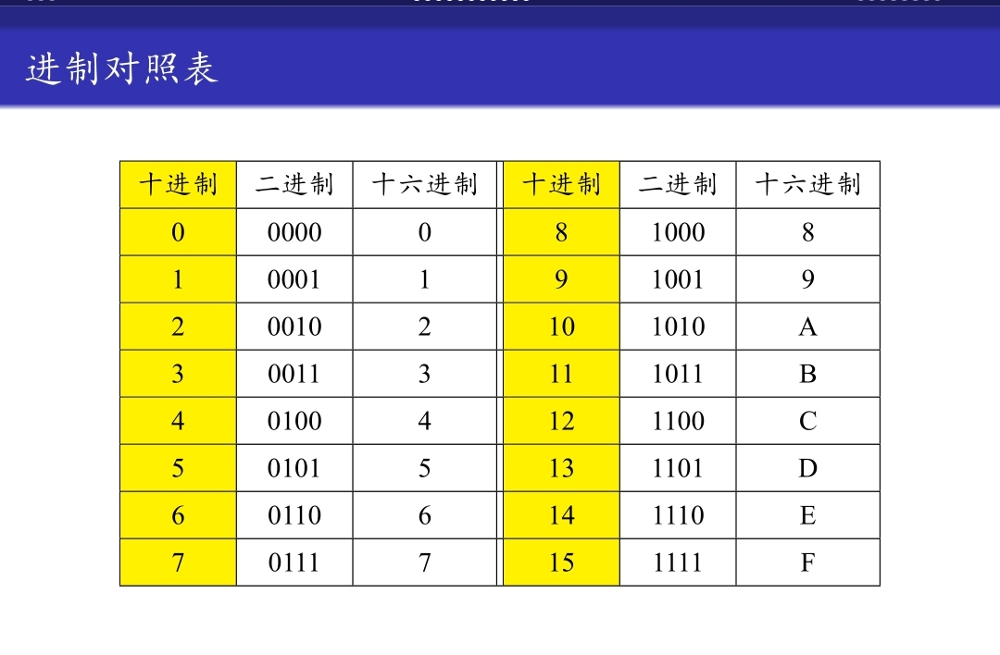 进制对照表
十进制 二进制 十六进制 十进制 二进制 十六进制
0 0000 0 8 1000 8
1 0001 1 9 1001 9
2 0010 2 10 1010 A
3 0011 3 11 1011 B
4 0100 4 12 1100 C
5 0101 5 13 1101 D
6 0110 6 14 1110 E
7 0111 7 15 1111 F